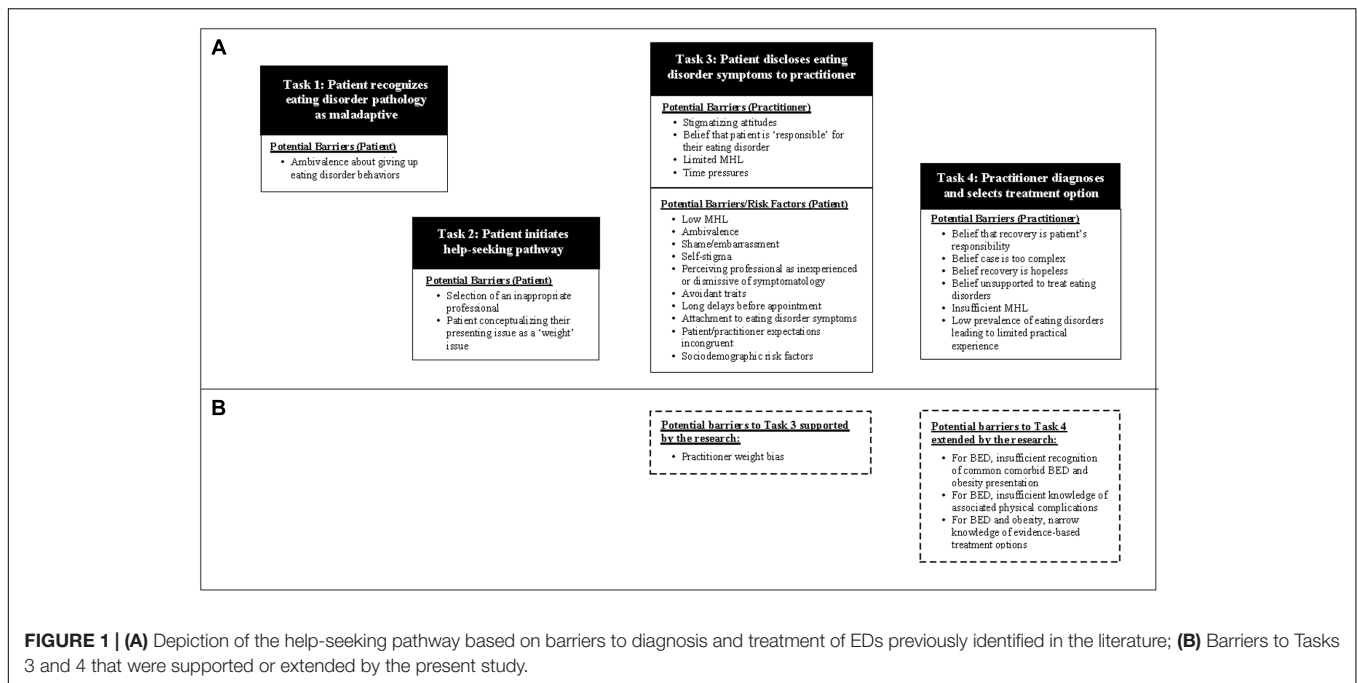 A
Task 1: Patient recognizes
eating disorder pathology
as maladaptive
Potential Barriers (Patient)
• Ambivalence about giving up
eating disorder behaviors
Task 2: Patient initiates
help-seeking pathway
Potential Barriers (Patient)
• Selection of an inappropriate
professional
• Patient conceptualizing their
presenting issue as a ‘weight’
issue
Task 3: Patient discloses eating
disorder symptoms to practitioner
Potential Barriers (Practitioner)
• Stigmatizing attitudes
• Belief that patient is ‘responsible’ for
their eating disorder
• Limited MHL
• Time pressures
Potential Barriers/Risk Factors (Patient)
• Low MHL
• Ambivalence
• Shame/embarrassment
• Self-stigma
• Perceiving professional as inexperienced
or dismissive of symptomatology
• Avoidant traits
• Long delays before appointment
• Attachment to eating disorder symptoms
• Patient/practitioner expectations
incongruent
• Sociodemographic risk factors
Task 4: Practitioner diagnoses
and selects treatment option
Potential Barriers (Practitioner)
• Belief that recovery is patient’s
responsibility
• Belief case is too complex
• Belief recovery is hopeless
• Belief unsupported to treat eating
disorders
• Insufficient MHL
• Low prevalence of eating disorders
leading to limited practical
experience
B
Potential barriers to Task 3 supported
by the research:
• Practitioner weight bias
Potential barriers to Task 4
extended by the research:
• For BED, insufficient recognition
of common comorbid BED and
obesity presentation
• For BED, insufficient knowledge of
associated physical complications
• For BED and obesity, narrow
knowledge of evidence-based
treatment options
FIGURE 1 | (A) Depiction of the help-seeking pathway based on barriers to diagnosis and treatment of EDs previously identified in the literature; (B) Barriers to Tasks
3 and 4 that were supported or extended by the present study.